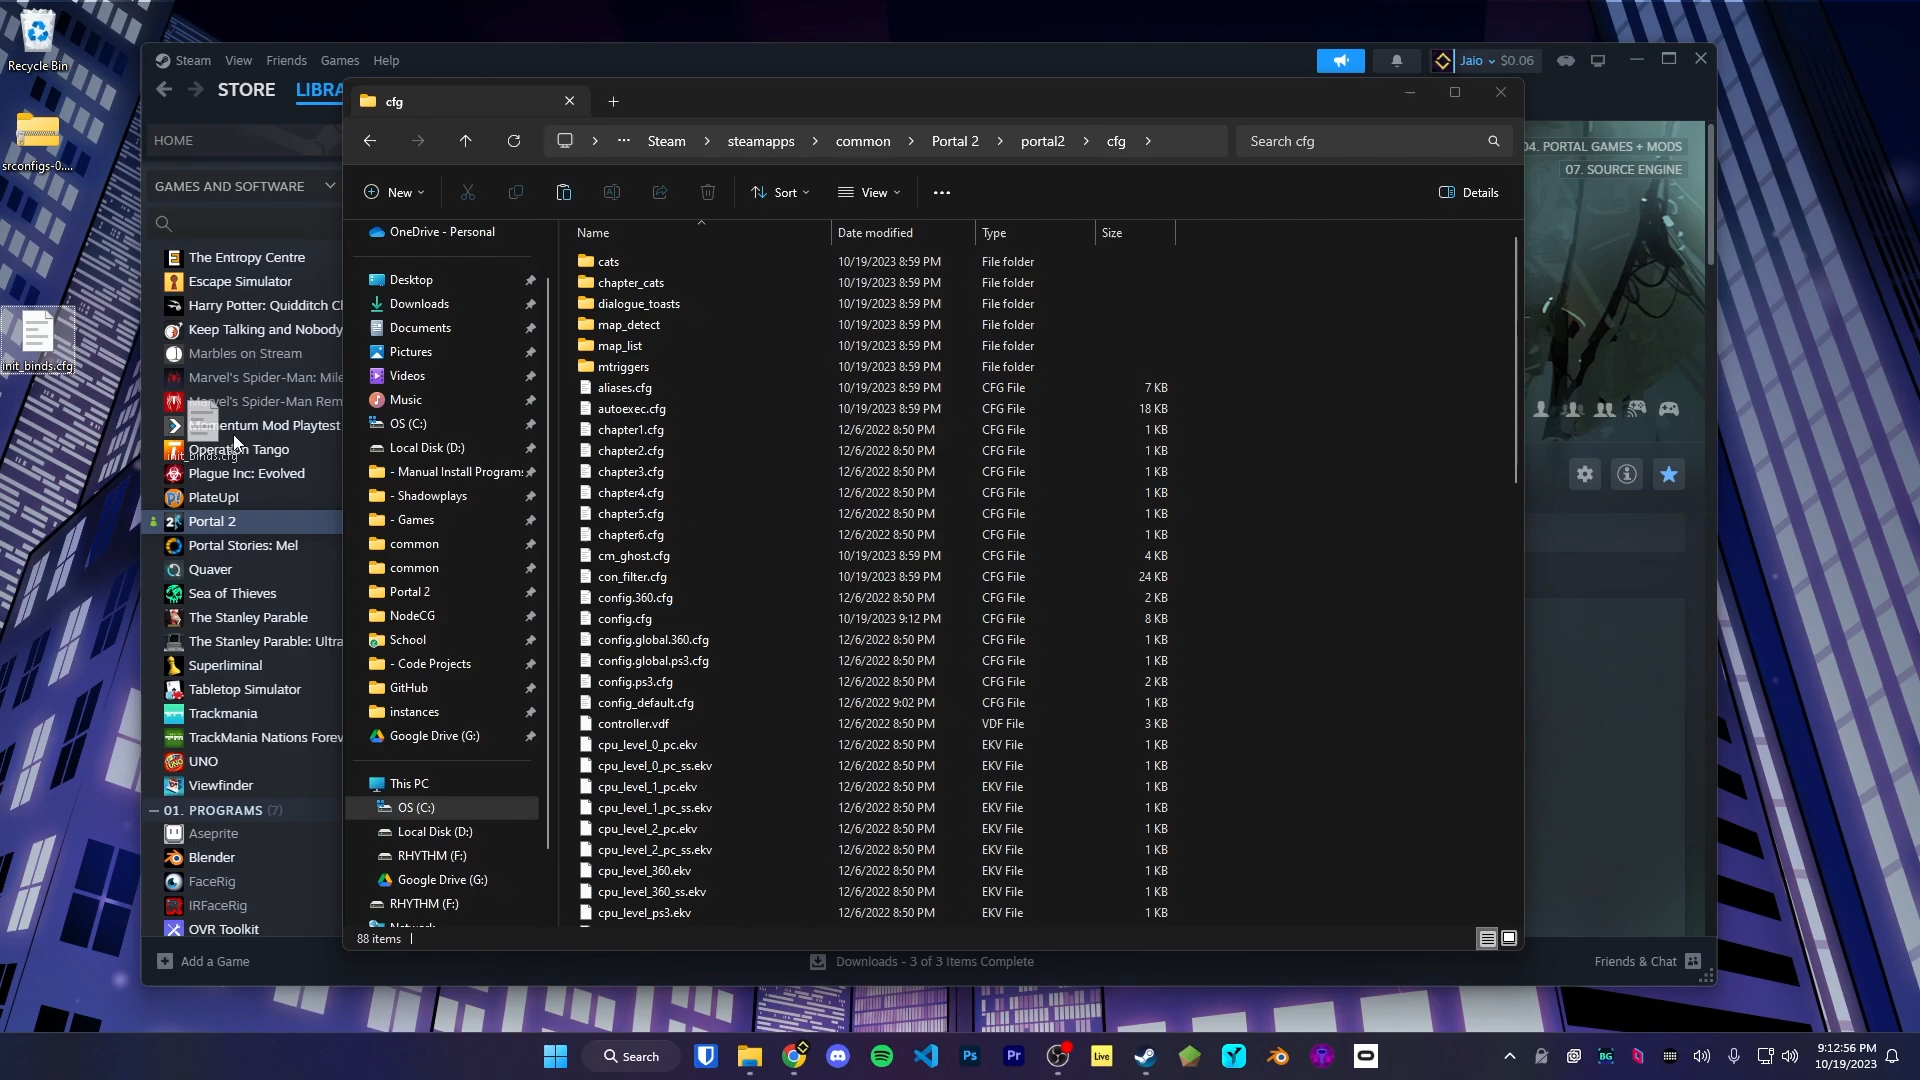 Recycle Bin
srconfigs-0....
init_binds.cfg
Steam View Friends Games Help
Jaio $0.06
STORE LIBRA
HOME
GAMES AND SOFTWARE
The Entropy Centre
Escape Simulator
Harry Potter: Quidditch Cl
Keep Talking and Nobody
Marbles on Stream
Marvel's Spider-Man: Mile
Marvel's Spider-Man Rem
Momentum Mod Playtest
Operation Tango
init_binds.cfg
Plague Inc: Evolved
PlateUp!
Portal 2
Portal Stories: Mel
Quaver
Sea of Thieves
The Stanley Parable
The Stanley Parable: Ultra
Superliminal
Tabletop Simulator
Trackmania
TrackMania Nations Forev
UNO
Viewfinder
01. PROGRAMS (7)
Aseprite
Blender
FaceRig
IRFaceRig
OVR Toolkit
Add a Game
cfg
Steam steamapps common Portal 2 portal2 cfg
Search cfg
New Sort View Details
OneDrive - Personal
Desktop
Downloads
Documents
Pictures
Videos
Music
OS (C:)
Local Disk (D:)
- Manual Install Programs
- Shadowplays
- Games
common
common
Portal 2
NodeCG
School
- Code Projects
GitHub
instances
Google Drive (G:)
This PC
OS (C:)
Local Disk (D:)
RHYTHM (F:)
Google Drive (G:)
RHYTHM (F:)
Network
Name Date modified Type Size
cats 10/19/2023 8:59 PM File folder
chapter_cats 10/19/2023 8:59 PM File folder
dialogue_toasts 10/19/2023 8:59 PM File folder
map_detect 10/19/2023 8:59 PM File folder
map_list 10/19/2023 8:59 PM File folder
mtriggers 10/19/2023 8:59 PM File folder
aliases.cfg 10/19/2023 8:59 PM CFG File 7 KB
autoexec.cfg 10/19/2023 8:59 PM CFG File 18 KB
chapter1.cfg 12/6/2022 8:50 PM CFG File 1 KB
chapter2.cfg 12/6/2022 8:50 PM CFG File 1 KB
chapter3.cfg 12/6/2022 8:50 PM CFG File 1 KB
chapter4.cfg 12/6/2022 8:50 PM CFG File 1 KB
chapter5.cfg 12/6/2022 8:50 PM CFG File 1 KB
chapter6.cfg 12/6/2022 8:50 PM CFG File 1 KB
cm_ghost.cfg 10/19/2023 8:59 PM CFG File 4 KB
con_filter.cfg 10/19/2023 8:59 PM CFG File 24 KB
config.360.cfg 12/6/2022 8:50 PM CFG File 2 KB
config.cfg 10/19/2023 9:12 PM CFG File 8 KB
config.global.360.cfg 12/6/2022 8:50 PM CFG File 1 KB
config.global.ps3.cfg 12/6/2022 8:50 PM CFG File 1 KB
config.ps3.cfg 12/6/2022 8:50 PM CFG File 2 KB
config_default.cfg 12/6/2022 9:02 PM CFG File 1 KB
controller.vdf 12/6/2022 8:50 PM VDF File 3 KB
cpu_level_0_pc.ekv 12/6/2022 8:50 PM EKV File 1 KB
cpu_level_0_pc_ss.ekv 12/6/2022 8:50 PM EKV File 1 KB
cpu_level_1_pc.ekv 12/6/2022 8:50 PM EKV File 1 KB
cpu_level_1_pc_ss.ekv 12/6/2022 8:50 PM EKV File 1 KB
cpu_level_2_pc.ekv 12/6/2022 8:50 PM EKV File 1 KB
cpu_level_2_pc_ss.ekv 12/6/2022 8:50 PM EKV File 1 KB
cpu_level_360.ekv 12/6/2022 8:50 PM EKV File 1 KB
cpu_level_360_ss.ekv 12/6/2022 8:50 PM EKV File 1 KB
cpu_level_ps3.ekv 12/6/2022 8:50 PM EKV File 1 KB
88 items
04. PORTAL GAMES + MODS
07. SOURCE ENGINE
Downloads - 3 of 3 Items Complete
Friends & Chat
Search
Ps
Pr
Live
BG
9:12:56 PM
10/19/2023